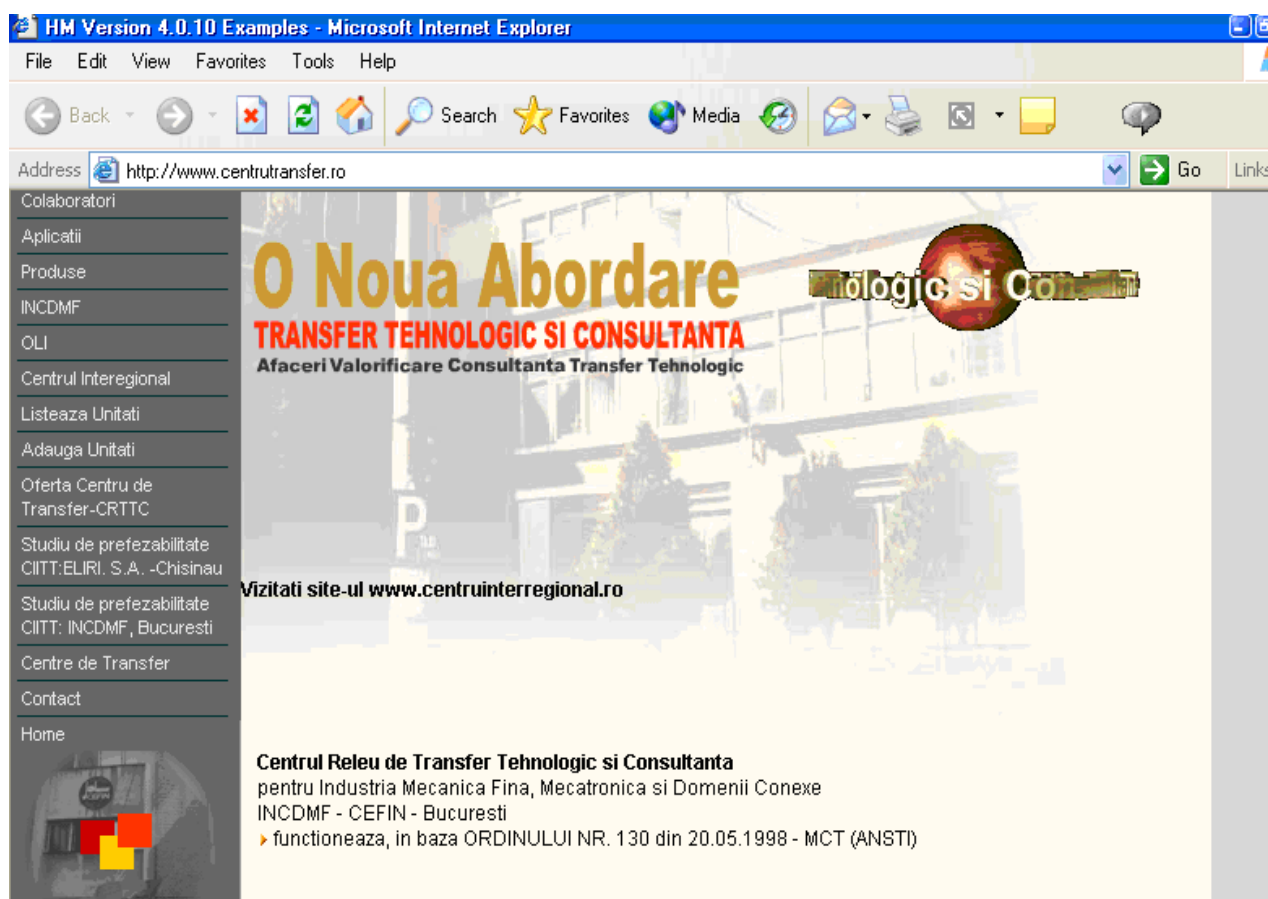 HM Version 4.0.10 Examples - Microsoft Internet Explorer
File Edit View Favorites Tools Help
Back Search Favorites Media
Address http://www.centrutransfer.ro Go Links
Colaboratori
Aplicatii
Produse
INCDMF
OLI
Centrul Interegional
Listeaza Unitati
Adauga Unitati
Oferta Centru de
Transfer-CRTTC
Studiu de prefezabilitate
CIITT:ELIRI. S.A. -Chisinau
Studiu de prefezabilitate
CIITT: INCDMF, Bucuresti
Centre de Transfer
Contact
Home
O Noua Abordare
TRANSFER TEHNOLOGIC SI CONSULTANTA
Afaceri Valorificare Consultanta Transfer Tehnologic
si
P
Vizitati site-ul www.centruinterregional.ro
Centrul Releu de Transfer Tehnologic si Consultanta
pentru Industria Mecanica Fina, Mecatronica si Domenii Conexe
INCDMF - CEFIN - Bucuresti
functioneaza, in baza ORDINULUI NR. 130 din 20.05.1998 - MCT (ANSTI)